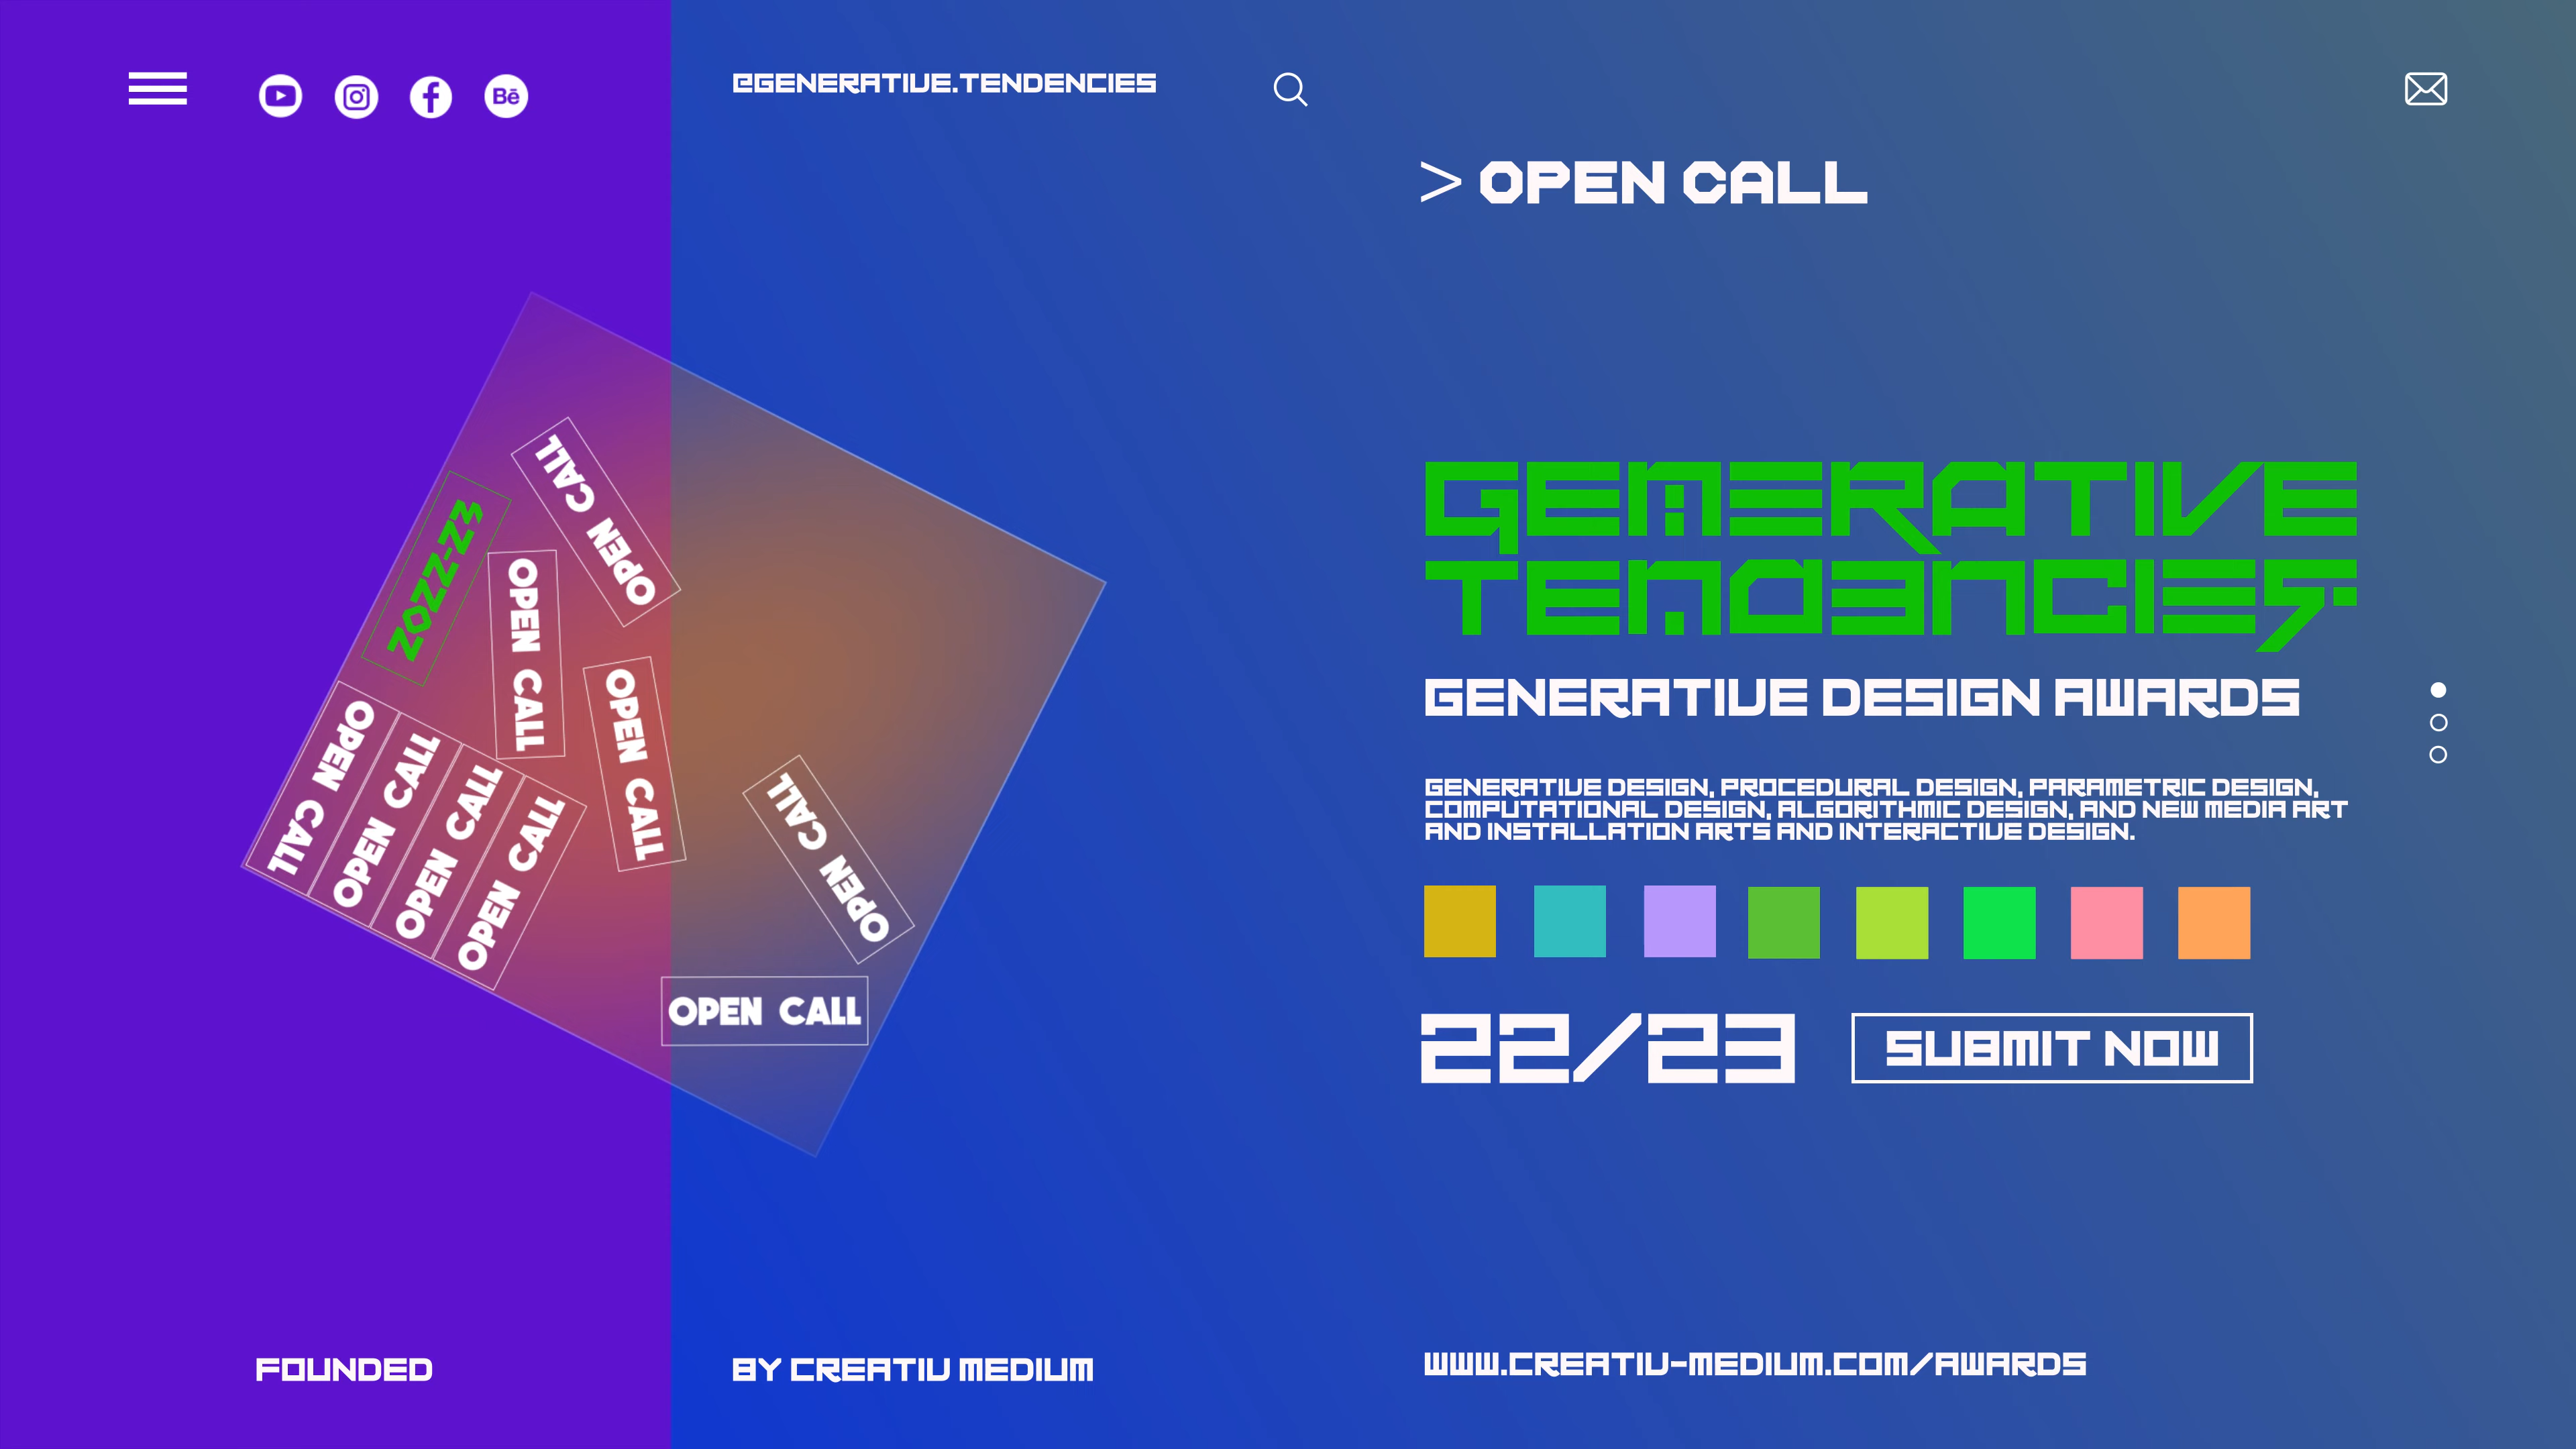 Bē
@GENERATIVE.TENDENCIES
> OPEN CALL
OPEN CALL
2022-23
OPEN CALL
OPEN CALL
OPEN CALL
OPEN CALL
OPEN CALL
OPEN CALL
OPEN CALL
OPEN CALL
GENERATIVE
TENDENCIES
GENERATIVE DESIGN AWARDS
GENERATIVE DESIGN, PROCEDURAL DESIGN, PARAMETRIC DESIGN,
COMPUTATIONAL DESIGN, ALGORITHMIC DESIGN, AND NEW MEDIA ART
AND INSTALLATION ARTS AND INTERACTIVE DESIGN.
22/23
SUBMIT NOW
FOUNDED
BY CREATIV MEDIUM
WWW.CREATIV-MEDIUM.COM/AWARDS